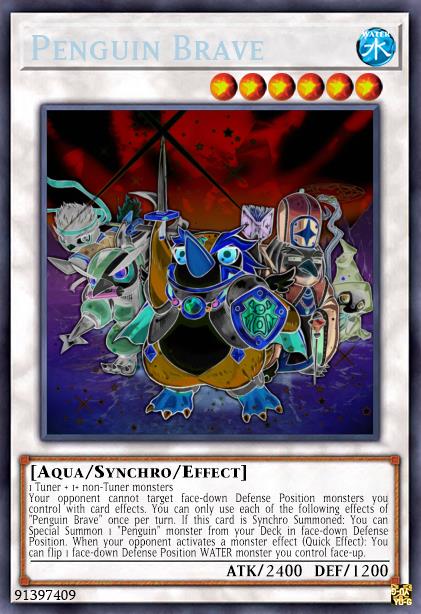 Penguin Brave
WATER
水
[Aqua/Synchro/Effect]
1 Tuner + 1+ non-Tuner monsters
Your opponent cannot target face-down Defense Position monsters you
control with card effects. You can only use each of the following effects of
"Penguin Brave" once per turn. If this card is Synchro Summoned: You can
Special Summon 1 "Penguin" monster from your Deck in face-down Defense
Position. When your opponent activates a monster effect (Quick Effect): You
can flip 1 face-down Defense Position WATER monster you control face-up.
ATK/2400 DEF/1200
91397409